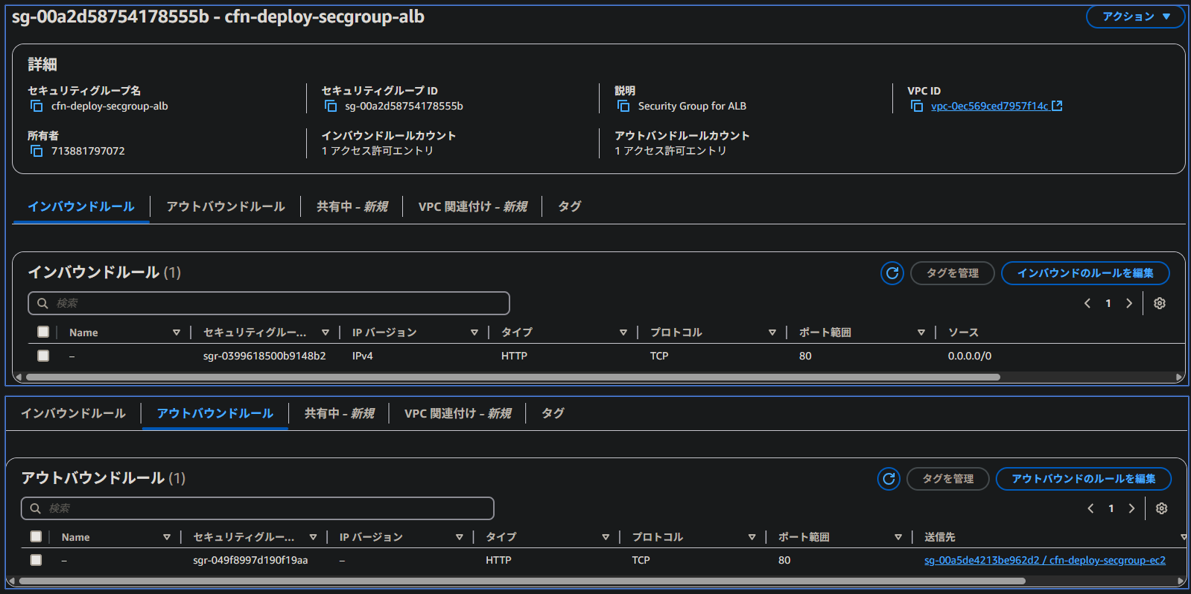 sg-00a2d58754178555b - cfn-deploy-secgroup-alb
アクション
詳細
セキュリティグループ名
cfn-deploy-secgroup-alb
セキュリティグループ ID
sg-00a2d58754178555b
説明
Security Group for ALB
VPC ID
vpc-0ec569ced7957f14c
所有者
713881797072
インバウンドルールカウント
1 アクセス許可エントリ
アウトバンドルールカウント
1 アクセス許可エントリ
インバウンドルール アウトバウンドルール 共有中 – 新規 VPC 関連付け – 新規 タグ
インバウンドルール (1)
タグを管理 インバウンドのルールを編集
検索
1
Name セキュリティグルー... IP バージョン タイプ プロトコル ポート範囲 ソース
– sgr-0399618500b9148b2 IPv4 HTTP TCP 80 0.0.0.0/0
インバウンドルール アウトバウンドルール 共有中 – 新規 VPC 関連付け – 新規 タグ
アウトバウンドルール (1)
タグを管理 アウトバウンドのルールを編集
検索
1
Name セキュリティグルー... IP バージョン タイプ プロトコル ポート範囲 送信先
– sgr-049f8997d190f19aa – HTTP TCP 80 sg-00a5de4213be962d2 / cfn-deploy-secgroup-ec2